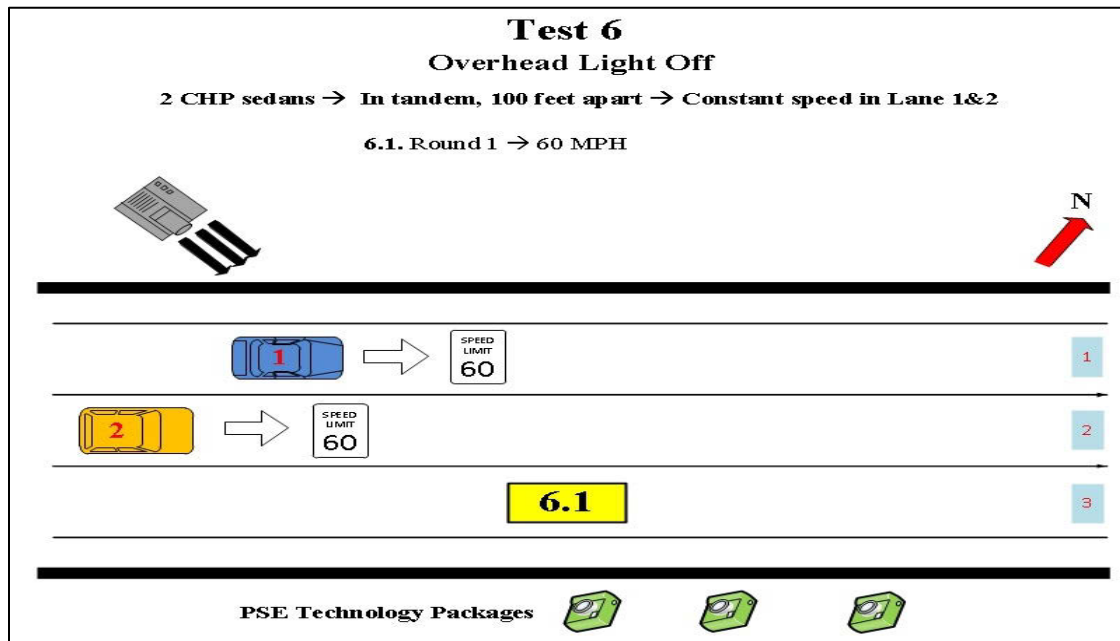 Test 6
Overhead Light Off
2 CHP sedans → In tandem, 100 feet apart → Constant speed in Lane 1&2
6.1. Round 1 → 60 MPH
N
1
SPEED
LIMIT
60
1
2
SPEED
LIMIT
60
2
6.1
3
PSE Technology Packages